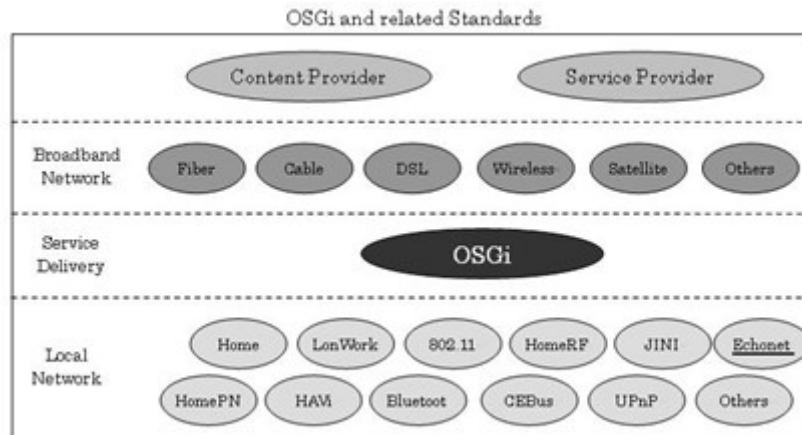 OSGi and related Standards
Content Provider
Service Provider
Broadband
Network
Fiber
Cable
DSL
Wireless
Satellite
Others
Service
Delivery
OSGi
Local
Network
Home
LonWork
802.11
HomeRF
JINI
Echonet
HomePN
HAVi
Bluetoot
CEBus
UPnP
Others